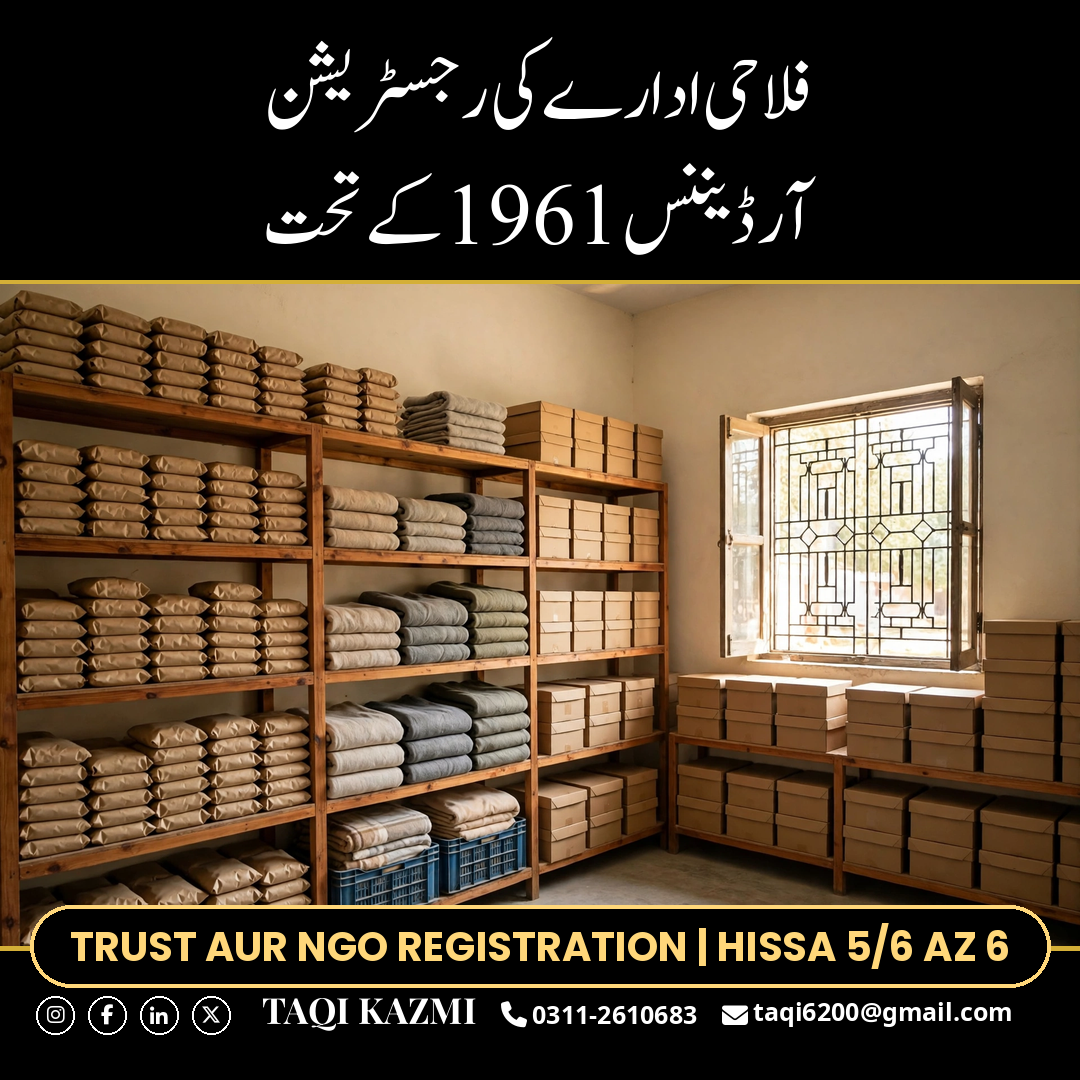 فلاحی ادارے کی رجسٹریشن
آرڈیننس 1961 کے تحت
TRUST AUR NGO REGISTRATION | HISSA 5/6 AZ 6
TAQI KAZMI 0311-2610683 taqi6200@gmail.com